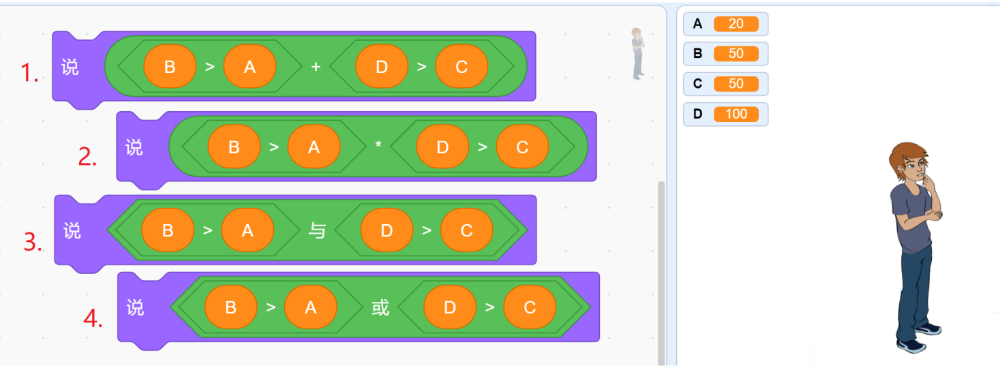 1. 说 B > A + D > C
2. 说 B > A * D > C
3. 说 B > A 与 D > C
4. 说 B > A 或 D > C
A 20
B 50
C 50
D 100